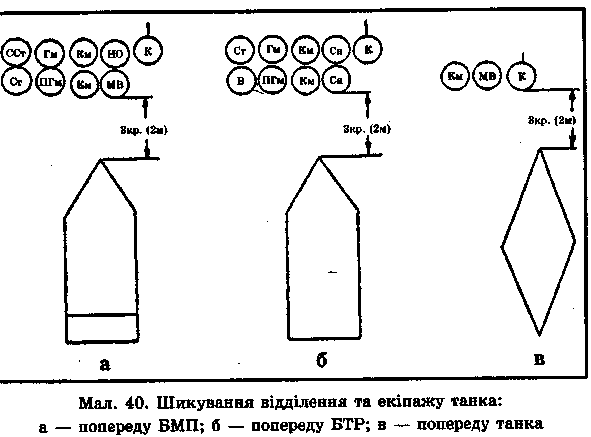 ССт Гм Км НО К
Ст ПГм Км МВ
Зкр. (2м)
а
Ст Гм Км Сн К
В ПГм Км Сн
Зкр. (2м)
б
Км МВ К
Зкр. (2м)
в
Мал. 40. Шикування відділення та екіпажу танка:
а — попереду БМП; б — попереду БТР; в — попереду танка